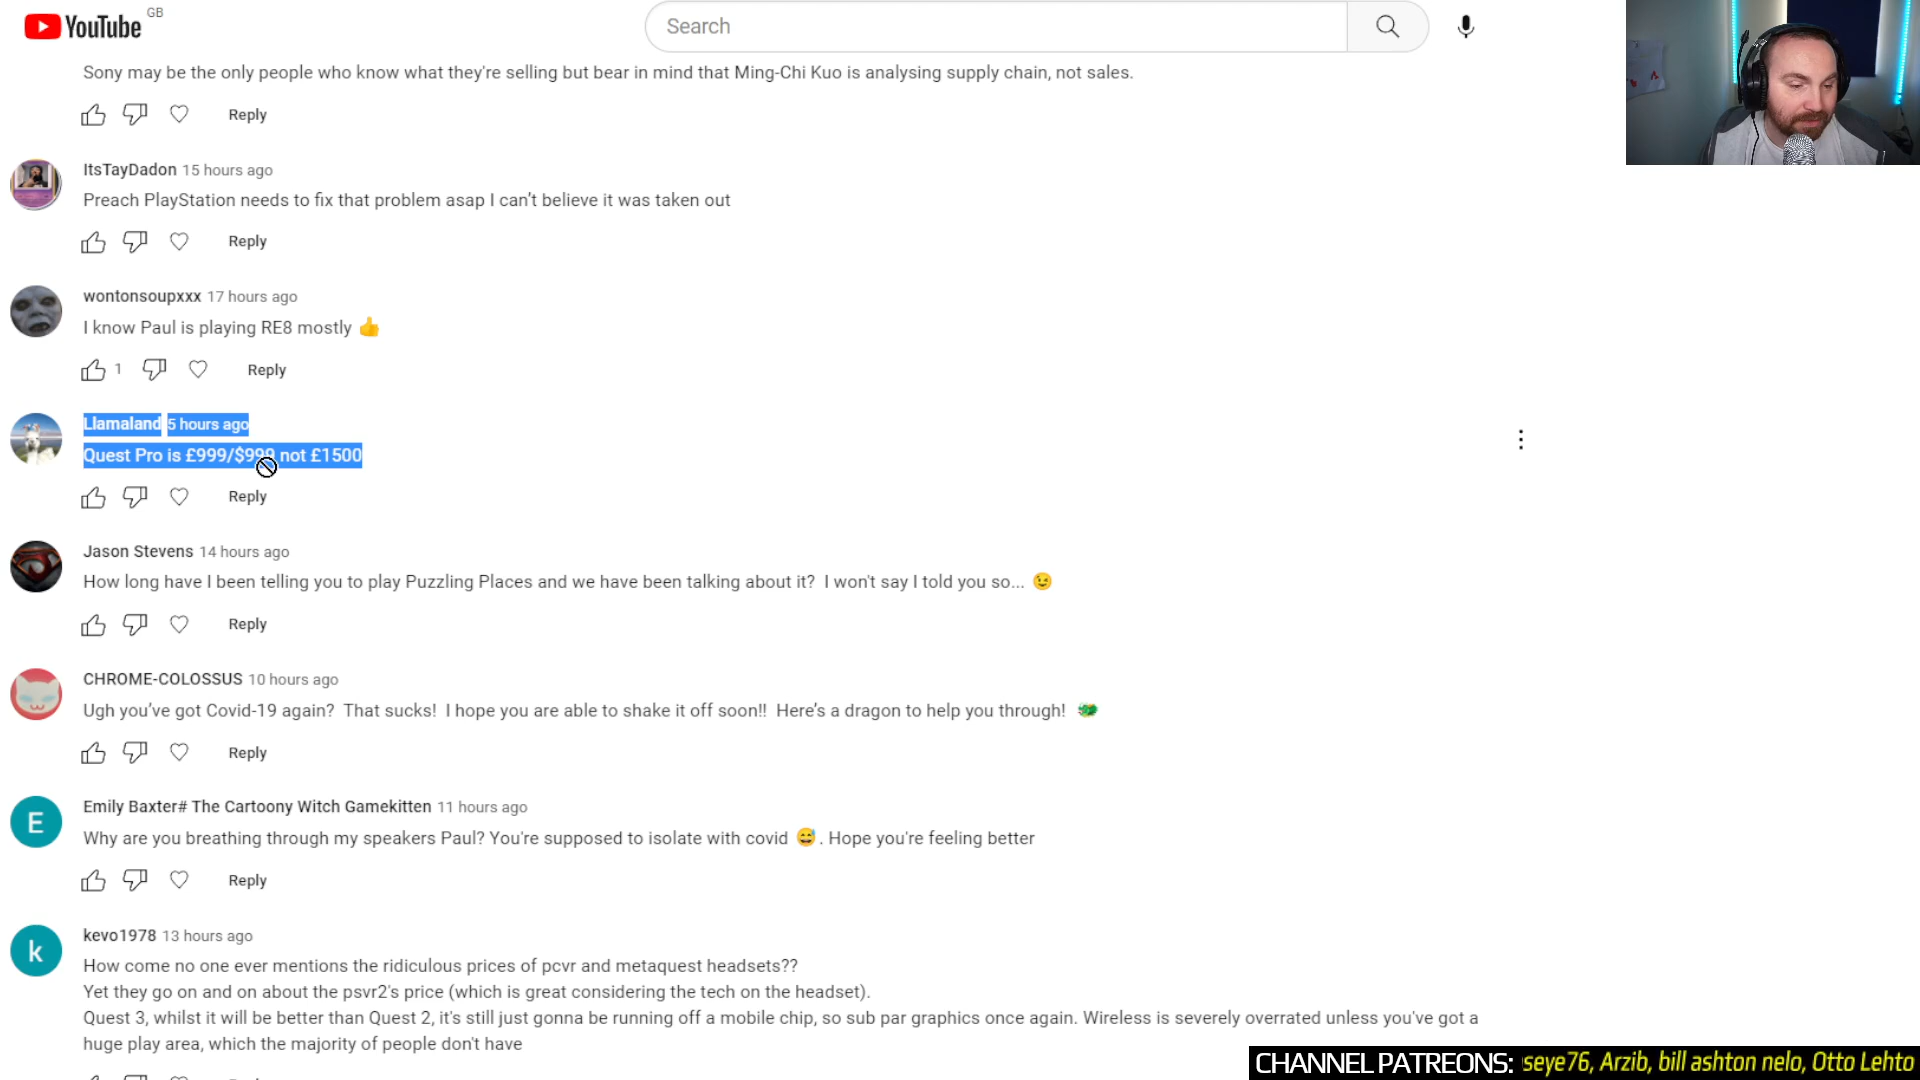 YouTube GB
Search
Sony may be the only people who know what they're selling but bear in mind that Ming-Chi Kuo is analysing supply chain, not sales.
Reply
ItsTayDadon 15 hours ago
Preach PlayStation needs to fix that problem asap I can’t believe it was taken out
Reply
wontonsoupxxx 17 hours ago
I know Paul is playing RE8 mostly 👍
1 Reply
Llamaland 5 hours ago
Quest Pro is £999/$999 not £1500
Reply
Jason Stevens 14 hours ago
How long have I been telling you to play Puzzling Places and we have been talking about it? I won't say I told you so... 😉
Reply
CHROME-COLOSSUS 10 hours ago
Ugh you’ve got Covid-19 again? That sucks! I hope you are able to shake it off soon!! Here’s a dragon to help you through! 🐲
Reply
E
Emily Baxter# The Cartoony Witch Gamekitten 11 hours ago
Why are you breathing through my speakers Paul? You're supposed to isolate with covid 😅. Hope you're feeling better
Reply
k
kevo1978 13 hours ago
How come no one ever mentions the ridiculous prices of pcvr and metaquest headsets??
Yet they go on and on about the psvr2's price (which is great considering the tech on the headset).
Quest 3, whilst it will be better than Quest 2, it's still just gonna be running off a mobile chip, so sub par graphics once again. Wireless is severely overrated unless you've got a
huge play area, which the majority of people don't have
CHANNEL PATREONS: seye76, Arzib, bill ashton nelo, Otto Lehto